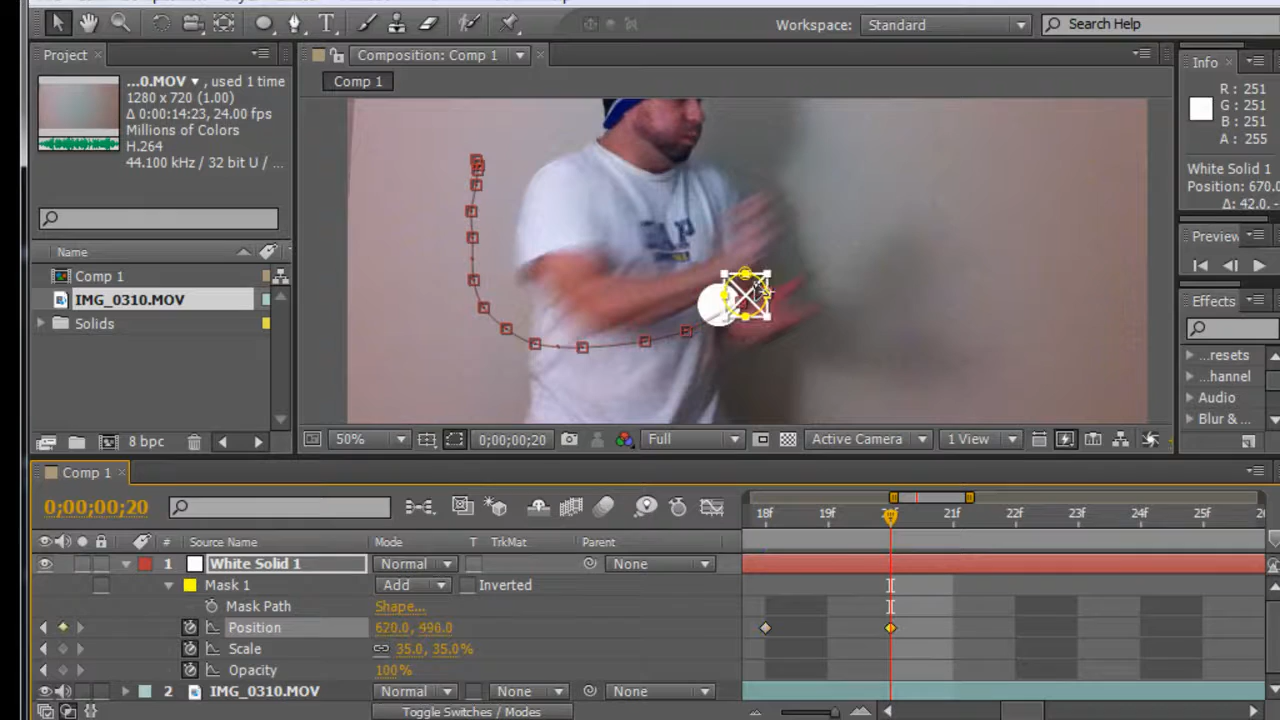 Workspace: Standard
Search Help
Project
Composition: Comp 1
Info
Comp 1
...0.MOV ▼ , used 1 time
1280 x 720 (1.00)
Δ 0:00:14:23, 24.00 fps
Millions of Colors
H.264
44.100 kHz / 32 bit U / ...
R : 251
G : 251
B : 251
A : 255
White Solid 1
Position: 670.0
Δ: 42.0, -
Name
Comp 1
IMG_0310.MOV
Solids
Preview
Effects
...resets
...hannel
Audio
Blur & ...
8 bpc
50%
0;00;00;20
Full
Active Camera
1 View
Comp 1
0;00;00;20
18f 19f 20f 21f 22f 23f 24f 25f 26
# Source Name Mode T TrkMat Parent
1 White Solid 1 Normal None
Mask 1 Add Inverted
Mask Path Shape...
Position 620.0, 496.0
Scale 35.0, 35.0%
Opacity 100%
2 IMG_0310.MOV Normal None None
Toggle Switches / Modes